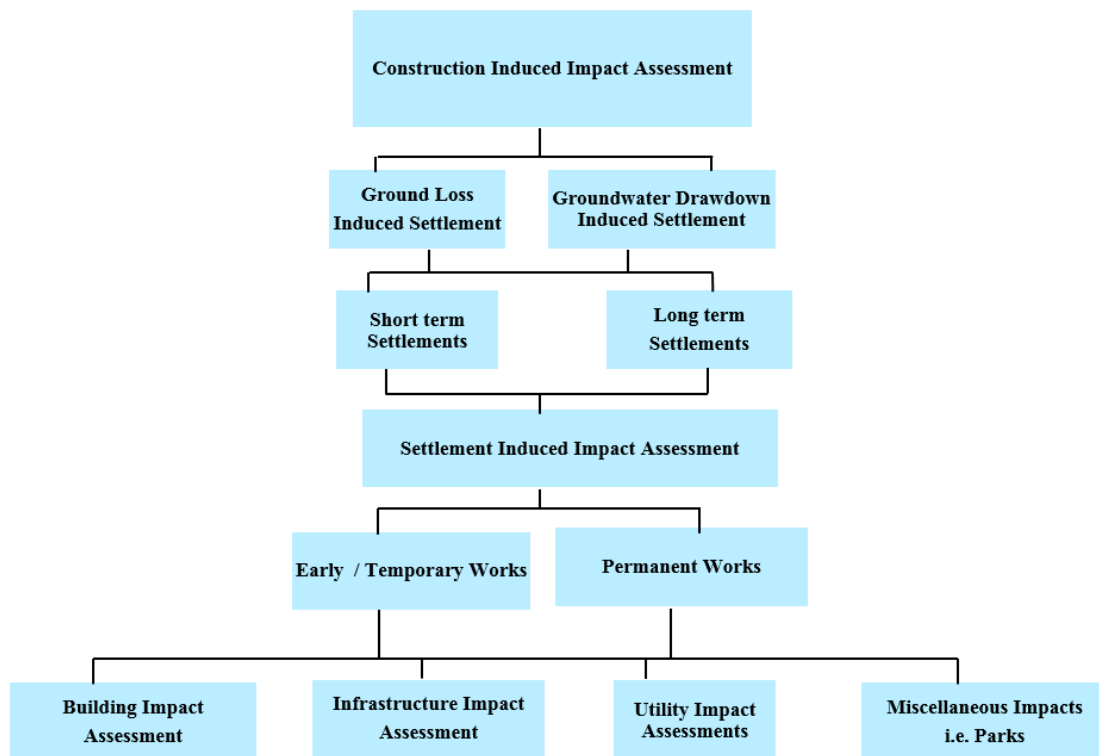 Construction Induced Impact Assessment
Ground Loss
Induced Settlement
Groundwater Drawdown
Induced Settlement
Short term
Settlements
Long term
Settlements
Settlement Induced Impact Assessment
Early / Temporary Works
Permanent Works
Building Impact
Assessment
Infrastructure Impact
Assessment
Utility Impact
Assessments
Miscellaneous Impacts
i.e. Parks